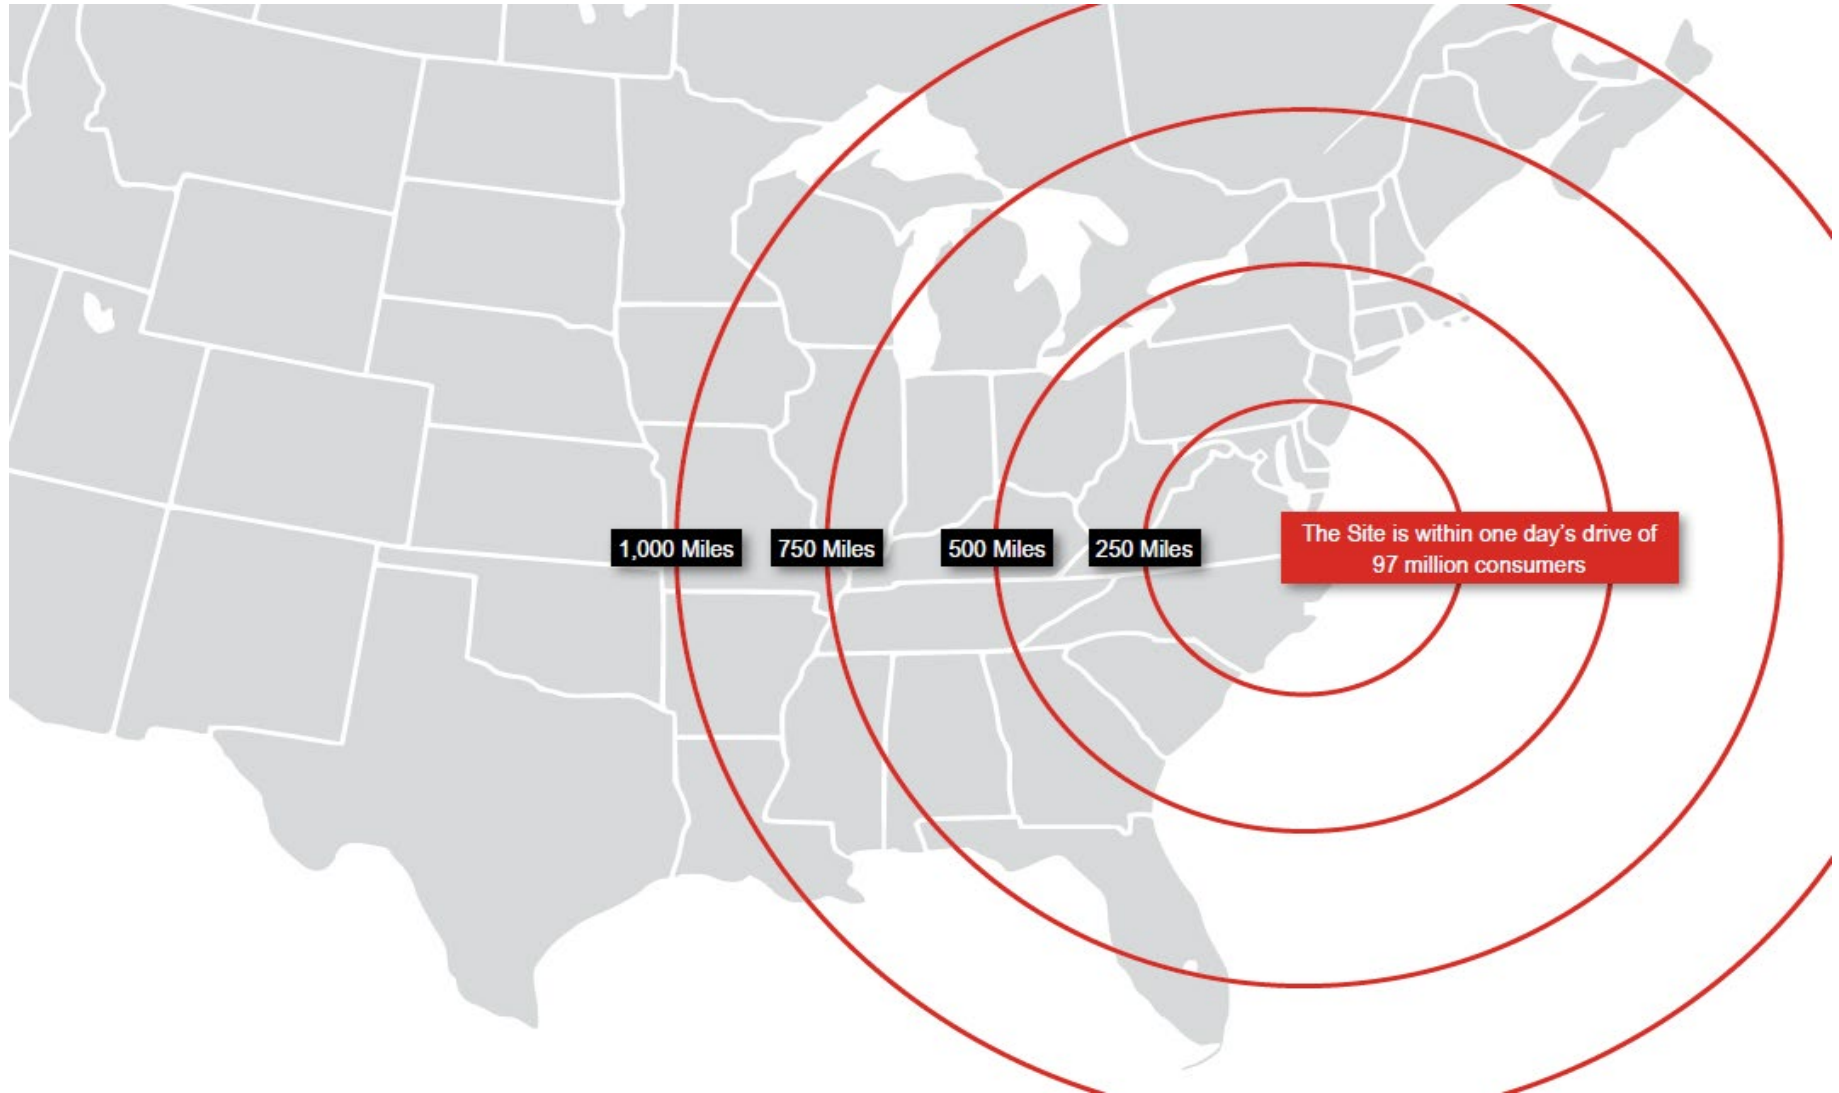 1,000 Miles
750 Miles
500 Miles
250 Miles
The Site is within one day's drive of
97 million consumers